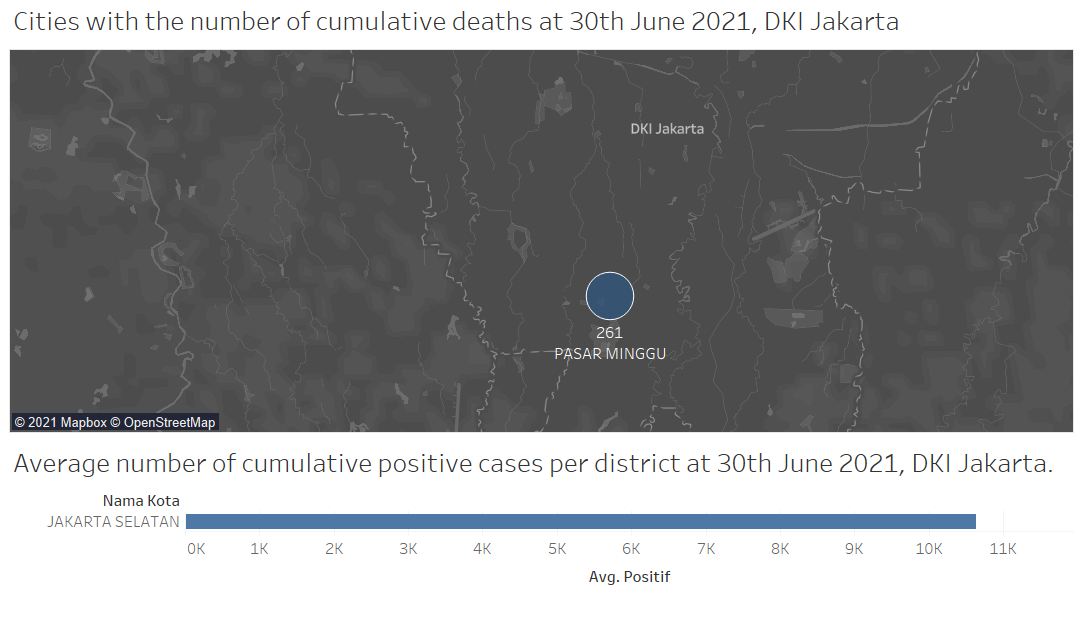 Cities with the number of cumulative deaths at 30th June 2021, DKI Jakarta
DKI Jakarta
261
PASAR MINGGU
© 2021 Mapbox © OpenStreetMap
Average number of cumulative positive cases per district at 30th June 2021, DKI Jakarta.
Nama Kota
JAKARTA SELATAN
0K 1K 2K 3K 4K 5K 6K 7K 8K 9K 10K 11K
Avg. Positif